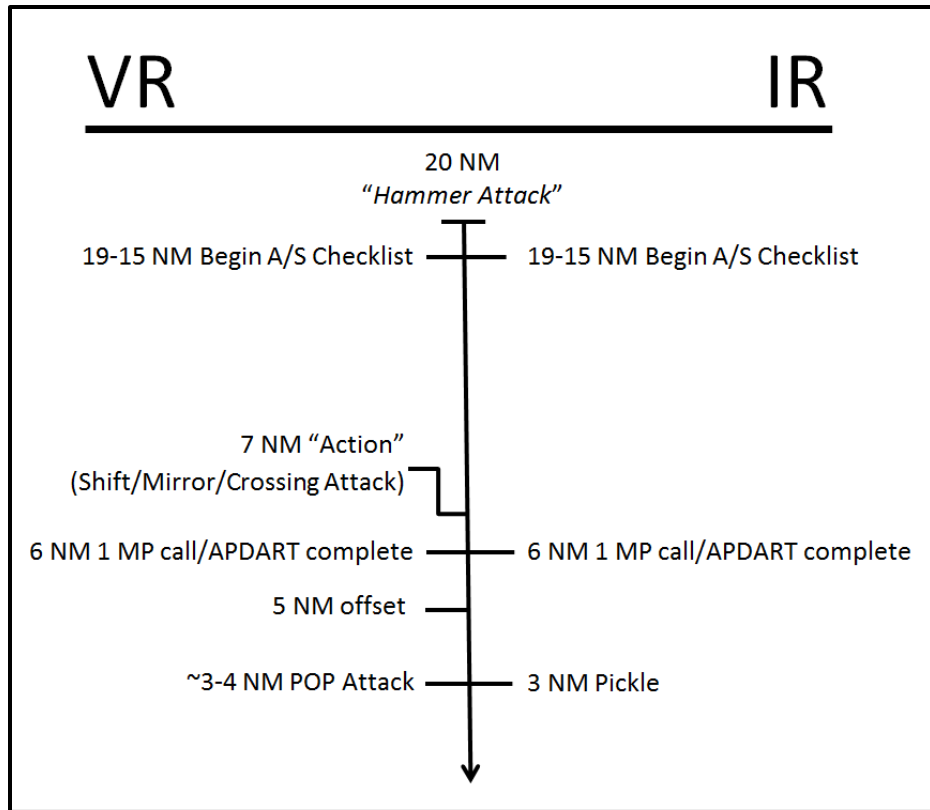 VR IR
20 NM
“Hammer Attack”
19-15 NM Begin A/S Checklist 19-15 NM Begin A/S Checklist
7 NM “Action”
(Shift/Mirror/Crossing Attack)
6 NM 1 MP call/APDART complete 6 NM 1 MP call/APDART complete
5 NM offset
~3-4 NM POP Attack 3 NM Pickle